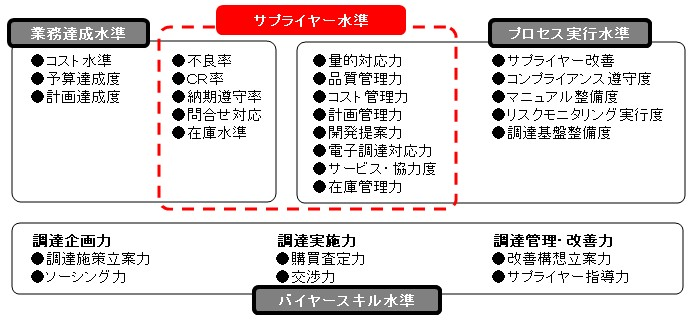 サプライヤー水準
業務達成水準
プロセス実行水準
●コスト水準
●予算達成度
●計画達成度
●不良率
●CR率
●納期遵守率
●問合せ対応
●在庫水準
●量的対応力
●品質管理力
●コスト管理力
●計画管理力
●開発提案力
●電子調達対応力
●サービス・協力度
●在庫管理力
●サプライヤー改善
●コンプライアンス遵守度
●マニュアル整備度
●リスクモニタリング実行度
●調達基盤整備度
調達企画力
●調達施策立案力
●ソーシング力
調達実施力
●購買査定力
●交渉力
調達管理・改善力
●改善構想立案力
●サプライヤー指導力
バイヤースキル水準